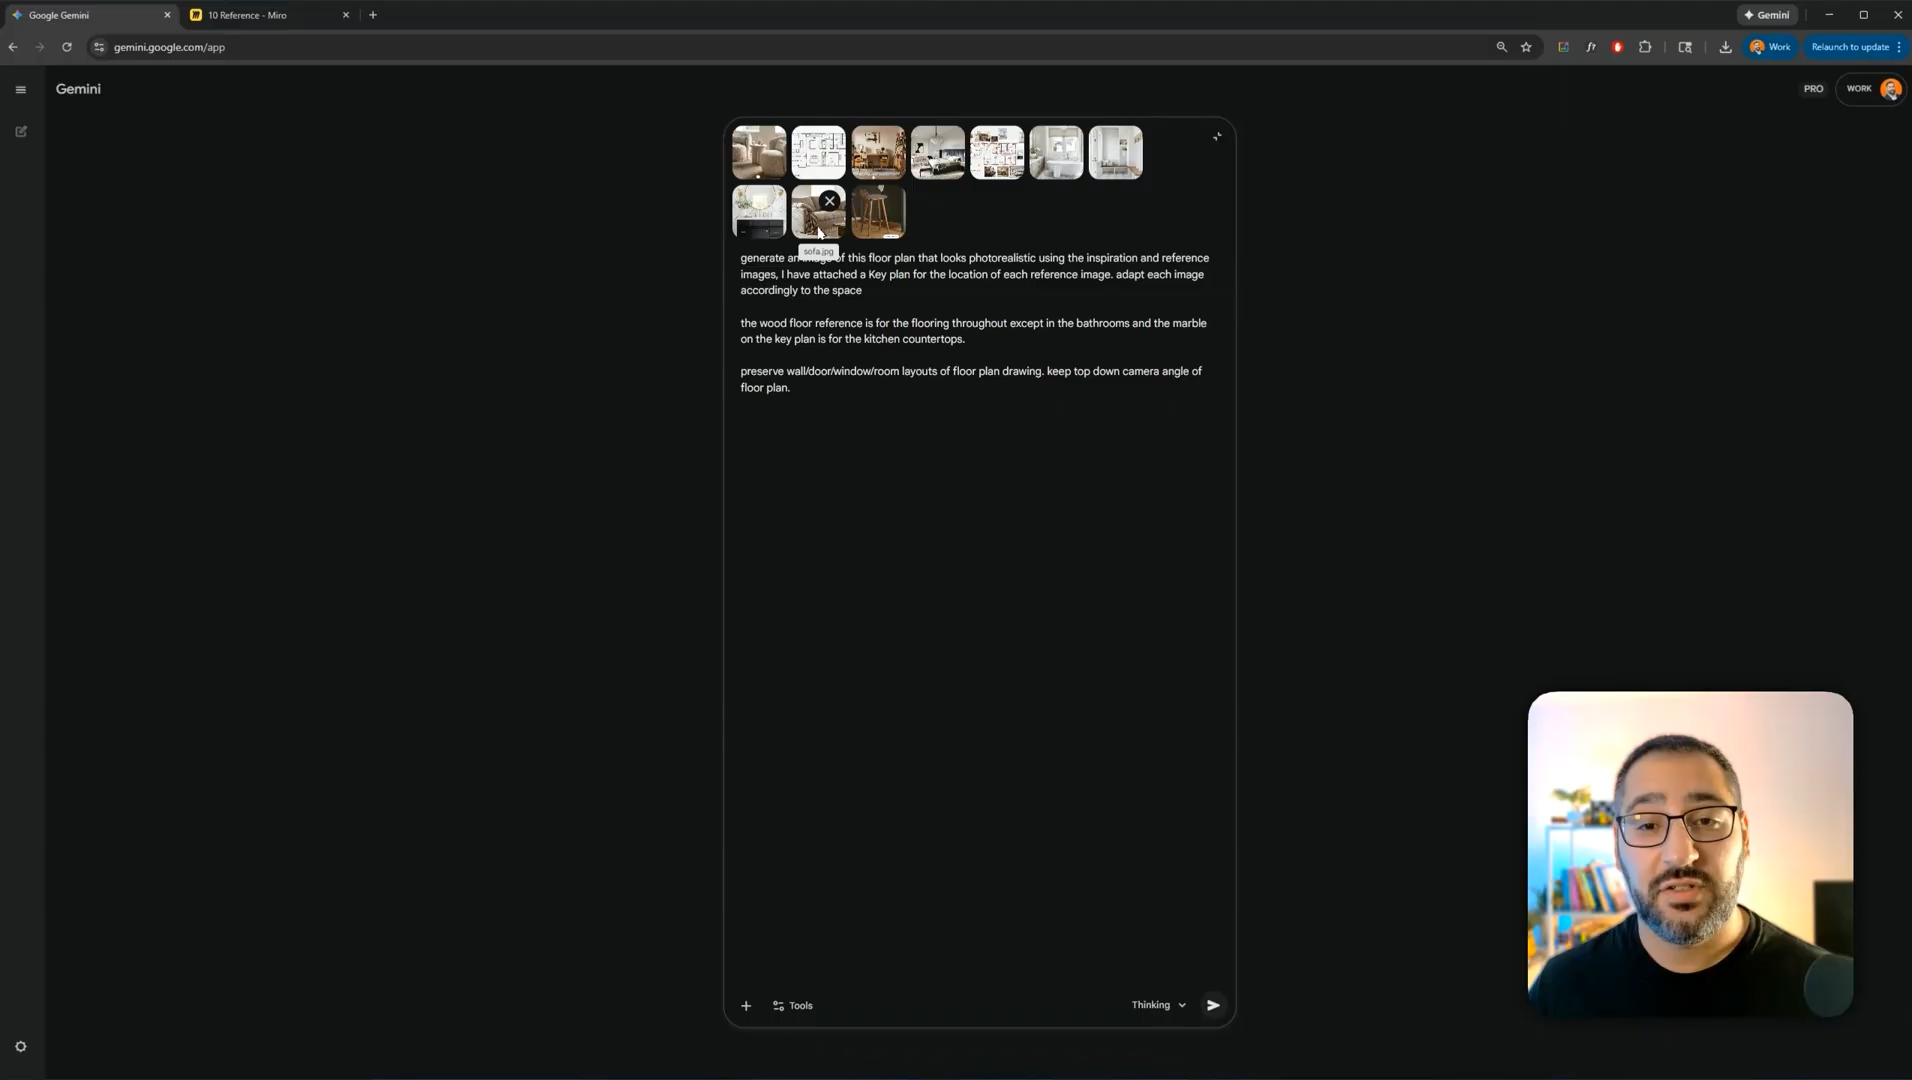 Google Gemini
10 Reference - Miro
Gemini
gemini.google.com/app
Work
Relaunch to update
Gemini
PRO
WORK
sofa.jpg
generate an image of this floor plan that looks photorealistic using the inspiration and reference
images, I have attached a Key plan for the location of each reference image. adapt each image
accordingly to the space
the wood floor reference is for the flooring throughout except in the bathrooms and the marble
on the key plan is for the kitchen countertops.
preserve wall/door/window/room layouts of floor plan drawing. keep top down camera angle of
floor plan.
Tools
Thinking